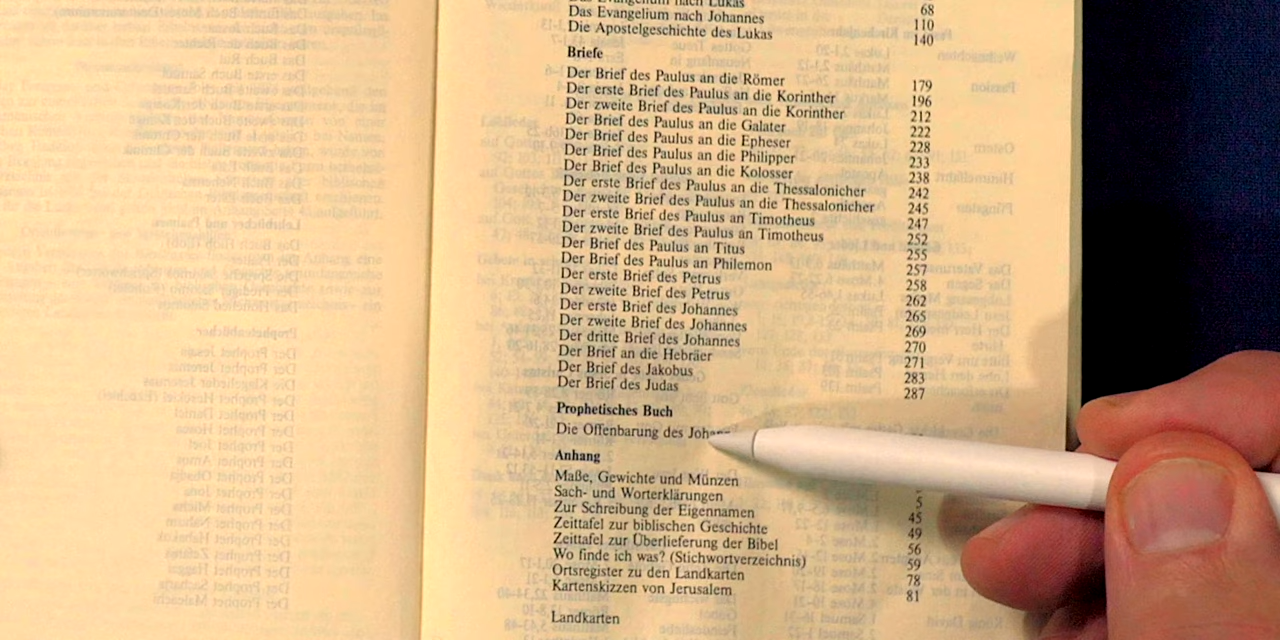 Das Evangelium nach Lukas 68
Das Evangelium nach Johannes 110
Die Apostelgeschichte des Lukas 140
Briefe
Der Brief des Paulus an die Römer 179
Der erste Brief des Paulus an die Korinther 196
Der zweite Brief des Paulus an die Korinther 212
Der Brief des Paulus an die Galater 222
Der Brief des Paulus an die Epheser 228
Der Brief des Paulus an die Philipper 233
Der Brief des Paulus an die Kolosser 238
Der erste Brief des Paulus an die Thessalonicher 242
Der zweite Brief des Paulus an die Thessalonicher 245
Der erste Brief des Paulus an Timotheus 247
Der zweite Brief des Paulus an Timotheus 252
Der Brief des Paulus an Titus 255
Der Brief des Paulus an Philemon 257
Der erste Brief des Petrus 258
Der zweite Brief des Petrus 262
Der erste Brief des Johannes 265
Der zweite Brief des Johannes 269
Der dritte Brief des Johannes 270
Der Brief an die Hebräer 271
Der Brief des Jakobus 283
Der Brief des Judas 287
Prophetisches Buch
Die Offenbarung des
Anhang
Maße, Gewichte und Münzen
Sach- und Worterklärungen 5
Zur Schreibung der Eigennamen 45
Zeittafel zur biblischen Geschichte 49
Zeittafel zur Überlieferung der Bibel 56
Wo finde ich was? (Stichwortverzeichnis) 59
Ortsregister zu den Landkarten 78
Kartenskizzen von Jerusalem 81
Landkarten